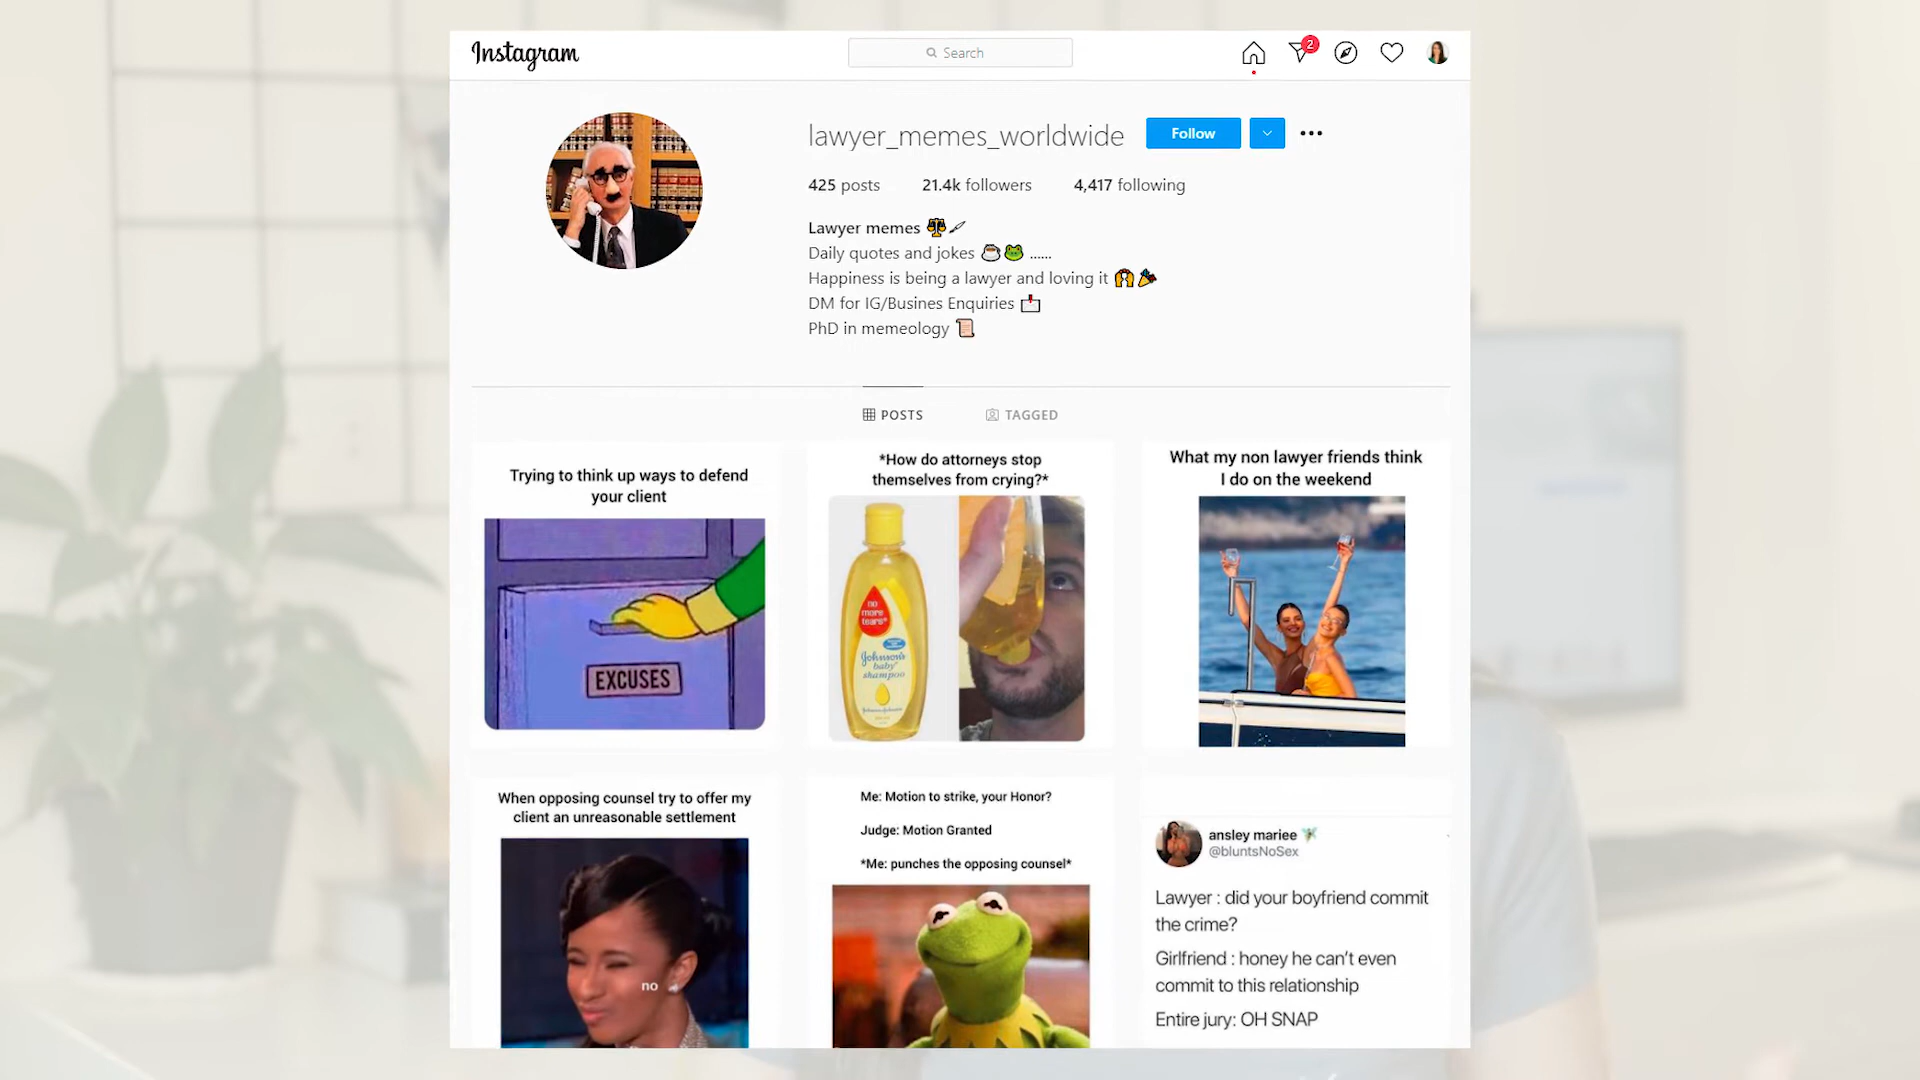 Instagram
Search
2
lawyer_memes_worldwide
Follow
425 posts
21.4k followers
4,417 following
Lawyer memes
Daily quotes and jokes ......
Happiness is being a lawyer and loving it
DM for IG/Busines Enquiries
PhD in memeology
POSTS
TAGGED
Trying to think up ways to defend
your client
EXCUSES
*How do attorneys stop
themselves from crying?*
no
more
tears*
Johnson's
baby
shampoo
What my non lawyer friends think
I do on the weekend
When opposing counsel try to offer my
client an unreasonable settlement
no
Me: Motion to strike, your Honor?
Judge: Motion Granted
*Me: punches the opposing counsel*
ansley mariee
@bluntsNoSex
Lawyer : did your boyfriend commit
the crime?
Girlfriend : honey he can't even
commit to this relationship
Entire jury: OH SNAP